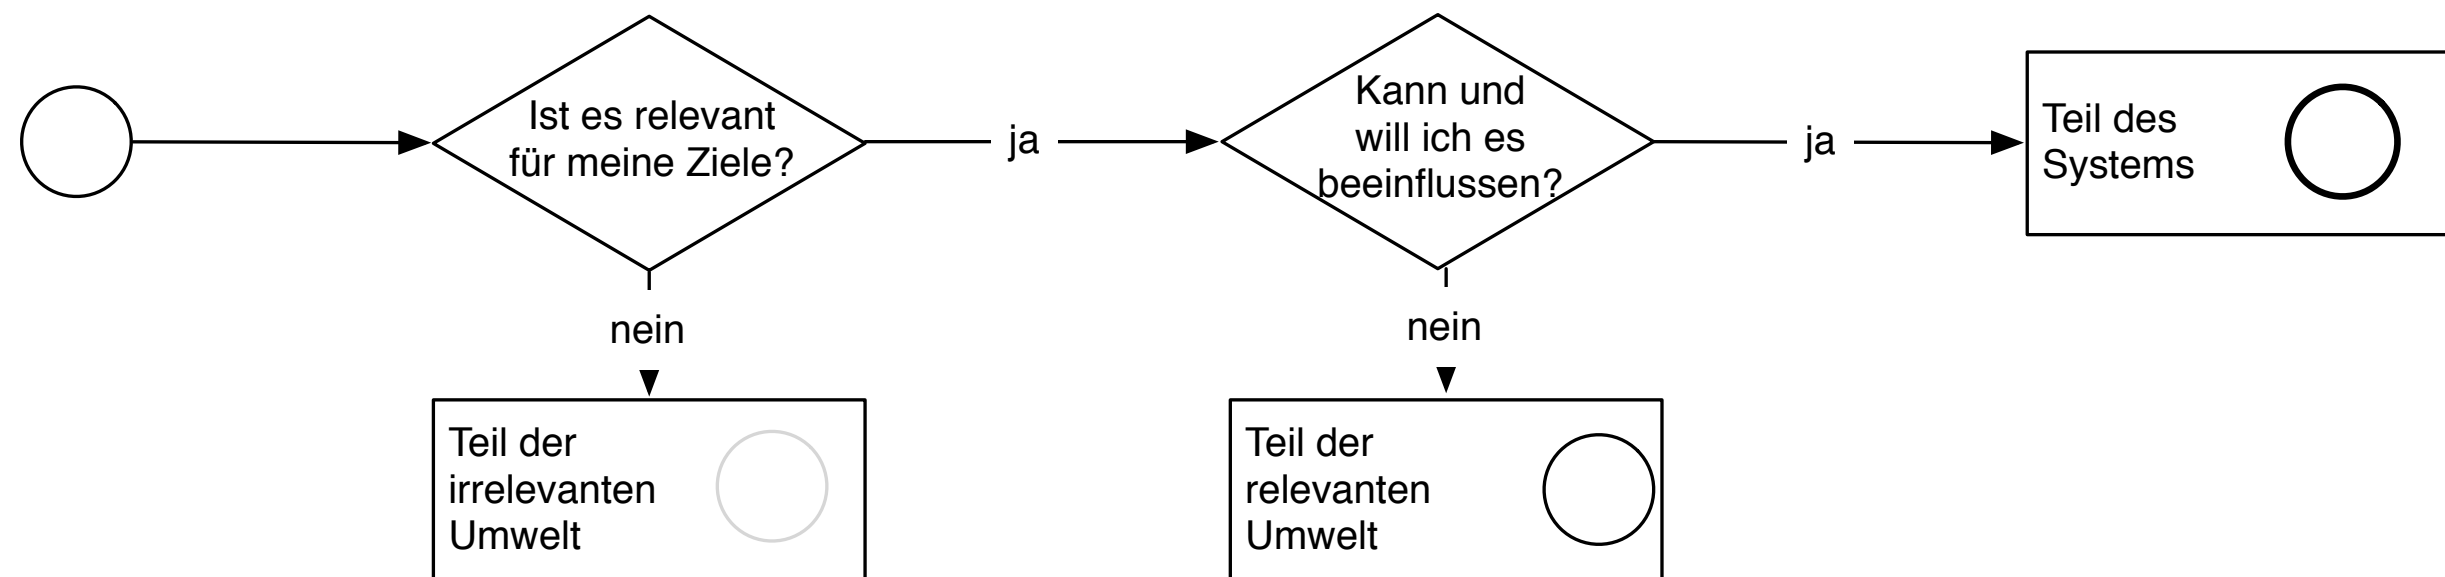 Ist es relevant
für meine Ziele?
ja
Kann und
will ich es
beeinflussen?
ja
Teil des
Systems
nein
nein
Teil der
irrelevanten
Umwelt
Teil der
relevanten
Umwelt